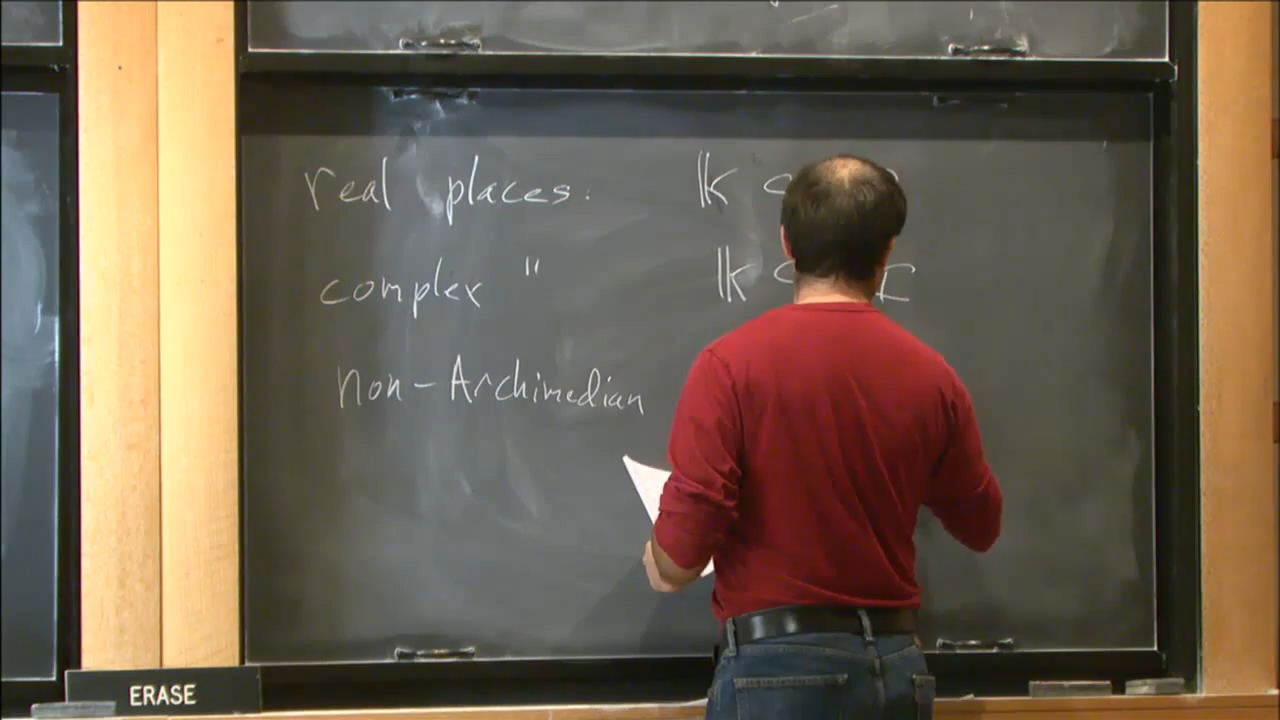 real places: 𝕜 ⊂
complex " 𝕜 ⊂ ℂ
non-Archimedian
ERASE